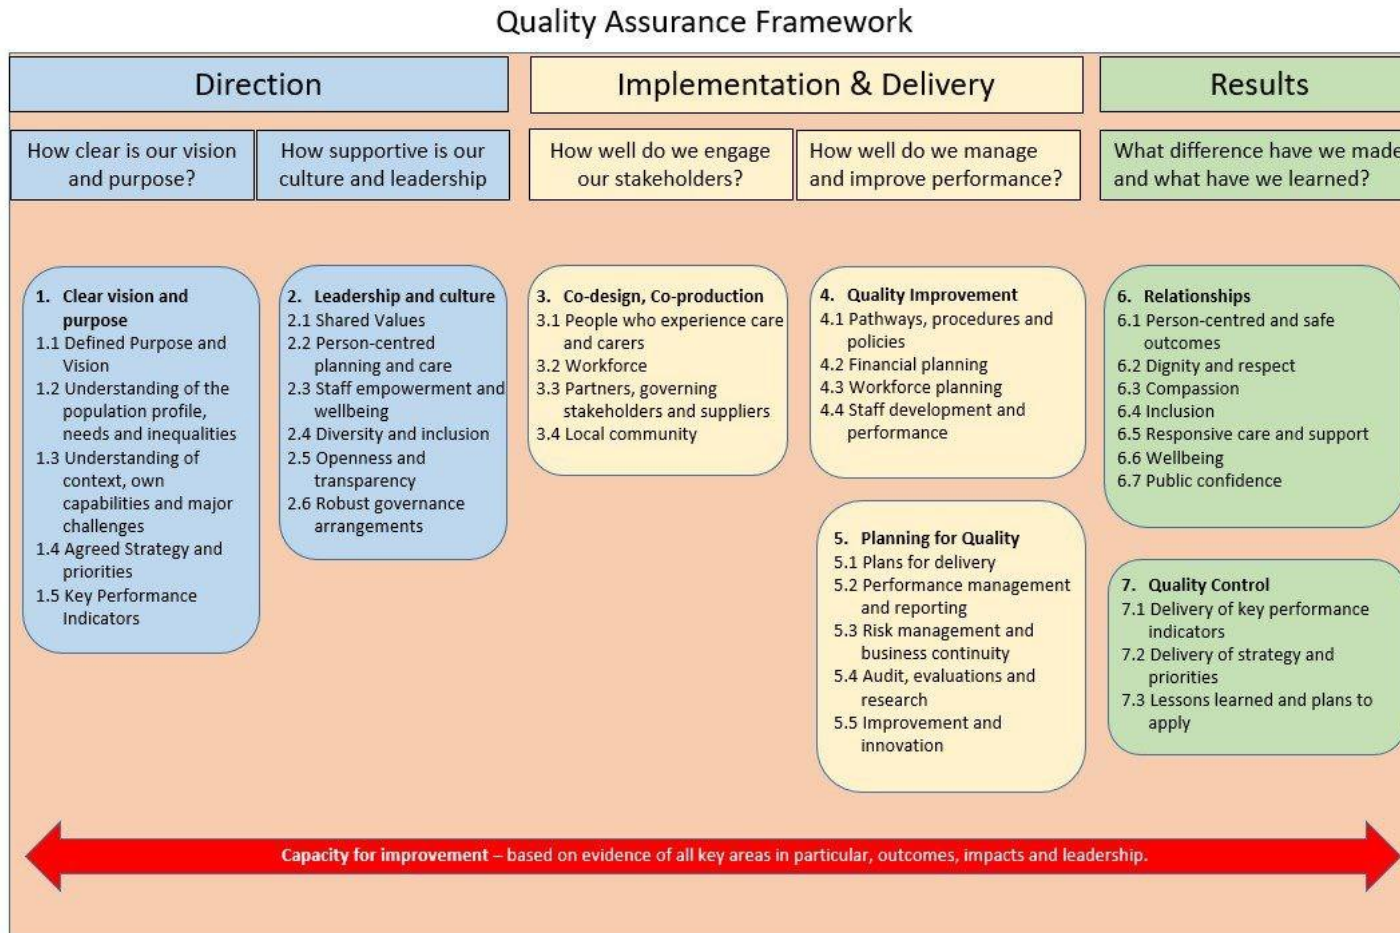 Quality Assurance Framework
Direction
Implementation & Delivery
Results
How clear is our vision
and purpose?
How supportive is our
culture and leadership
How well do we engage
our stakeholders?
How well do we manage
and improve performance?
What difference have we made
and what have we learned?
1. Clear vision and
purpose
1.1 Defined Purpose and
Vision
1.2 Understanding of the
population profile,
needs and inequalities
1.3 Understanding of
context, own
capabilities and major
challenges
1.4 Agreed Strategy and
priorities
1.5 Key Performance
Indicators
2. Leadership and culture
2.1 Shared Values
2.2 Person-centred
planning and care
2.3 Staff empowerment and
wellbeing
2.4 Diversity and inclusion
2.5 Openness and
transparency
2.6 Robust governance
arrangements
3. Co-design, Co-production
3.1 People who experience care
and carers
3.2 Workforce
3.3 Partners, governing
stakeholders and suppliers
3.4 Local community
4. Quality Improvement
4.1 Pathways, procedures and
policies
4.2 Financial planning
4.3 Workforce planning
4.4 Staff development and
performance
5. Planning for Quality
5.1 Plans for delivery
5.2 Performance management
and reporting
5.3 Risk management and
business continuity
5.4 Audit, evaluations and
research
5.5 Improvement and
innovation
6. Relationships
6.1 Person-centred and safe
outcomes
6.2 Dignity and respect
6.3 Compassion
6.4 Inclusion
6.5 Responsive care and support
6.6 Wellbeing
6.7 Public confidence
7. Quality Control
7.1 Delivery of key performance
indicators
7.2 Delivery of strategy and
priorities
7.3 Lessons learned and plans to
apply
Capacity for improvement – based on evidence of all key areas in particular, outcomes, impacts and leadership.